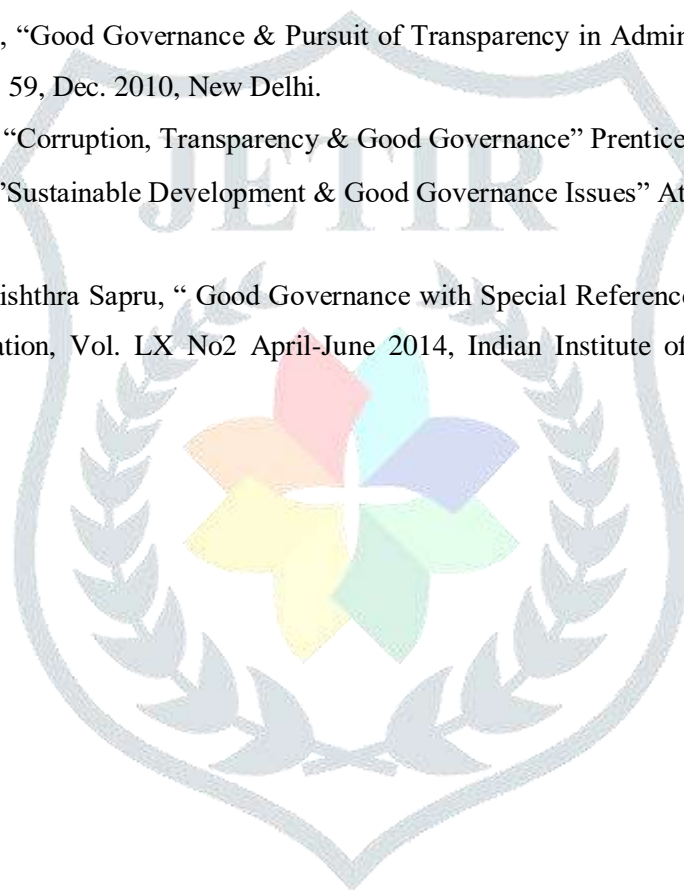 , “Good Governance & Pursuit of Transparency in Admin
59, Dec. 2010, New Delhi.
“Corruption, Transparency & Good Governance” Prentice
”Sustainable Development & Good Governance Issues” At
ishthra Sapru, “ Good Governance with Special Reference
ation, Vol. LX No2 April-June 2014, Indian Institute of
JETIR